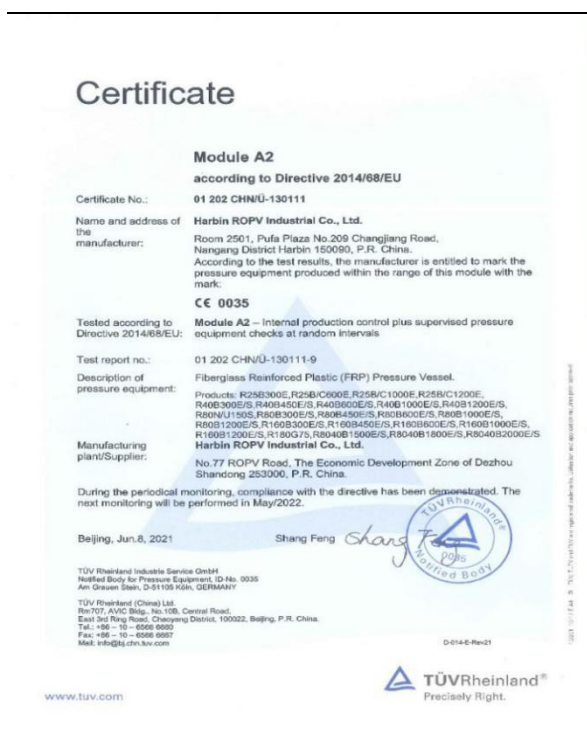 Certificate
Module A2
according to Directive 2014/68/EU
Certificate No.: 01 202 CHN/Ü-130111
Name and address of the manufacturer: Harbin ROPV Industrial Co., Ltd.
Room 2501, Pufa Plaza No.209 Changjiang Road,
Nangang District Harbin 150090, P.R. China.
According to the test results, the manufacturer is entitled to mark the
pressure equipment produced within the range of this module with the
mark:
CE 0035
Tested according to Directive 2014/68/EU: Module A2 – Internal production control plus supervised pressure
equipment checks at random intervals
Test report no.: 01 202 CHN/Ü-130111-9
Description of pressure equipment: Fiberglass Reinforced Plastic (FRP) Pressure Vessel.
Products: R25B300E,R25B/C600E,R25B/C1000E,R25B/C1200E,
R40B300E/S,R40B450E/S,R40B600E/S,R40B1000E/S,R40B1200E/S,
R80N/U150S,R80B300E/S,R80B450E/S,R80B600E/S,R80B1000E/S,
R80B1200E/S,R160B300E/S,R160B450E/S,R160B600E/S,R160B1000E/S,
R160B1200E/S,R180G75,R8040B1500E/S,R8040B1800E/S,R8040B2000E/S
Manufacturing plant/Supplier: Harbin ROPV Industrial Co., Ltd.
No.77 ROPV Road, The Economic Development Zone of Dezhou
Shandong 253000, P.R. China.
During the periodical monitoring, compliance with the directive has been demonstrated. The
next monitoring will be performed in May/2022.
Beijing, Jun.8, 2021
Shang Feng
Shang Feng
TÜVRheinland
0035
Notified Body
TÜV Rheinland Industrie Service GmbH
Notified Body for Pressure Equipment, ID-No. 0035
Am Grauen Stein, D-51105 Köln, GERMANY
TÜV Rheinland (China) Ltd.
Rm707, AVIC Bldg., No.10B, Central Road,
East 3rd Ring Road, Chaoyang District, 100022, Beijing, P.R. China.
Tel.: +86 – 10 – 6566 6660
Fax: +86 – 10 – 6566 6667
Mail: info@bj.chn.tuv.com
D-014-E-Rev21
www.tuv.com
TÜVRheinland®
Precisely Right.